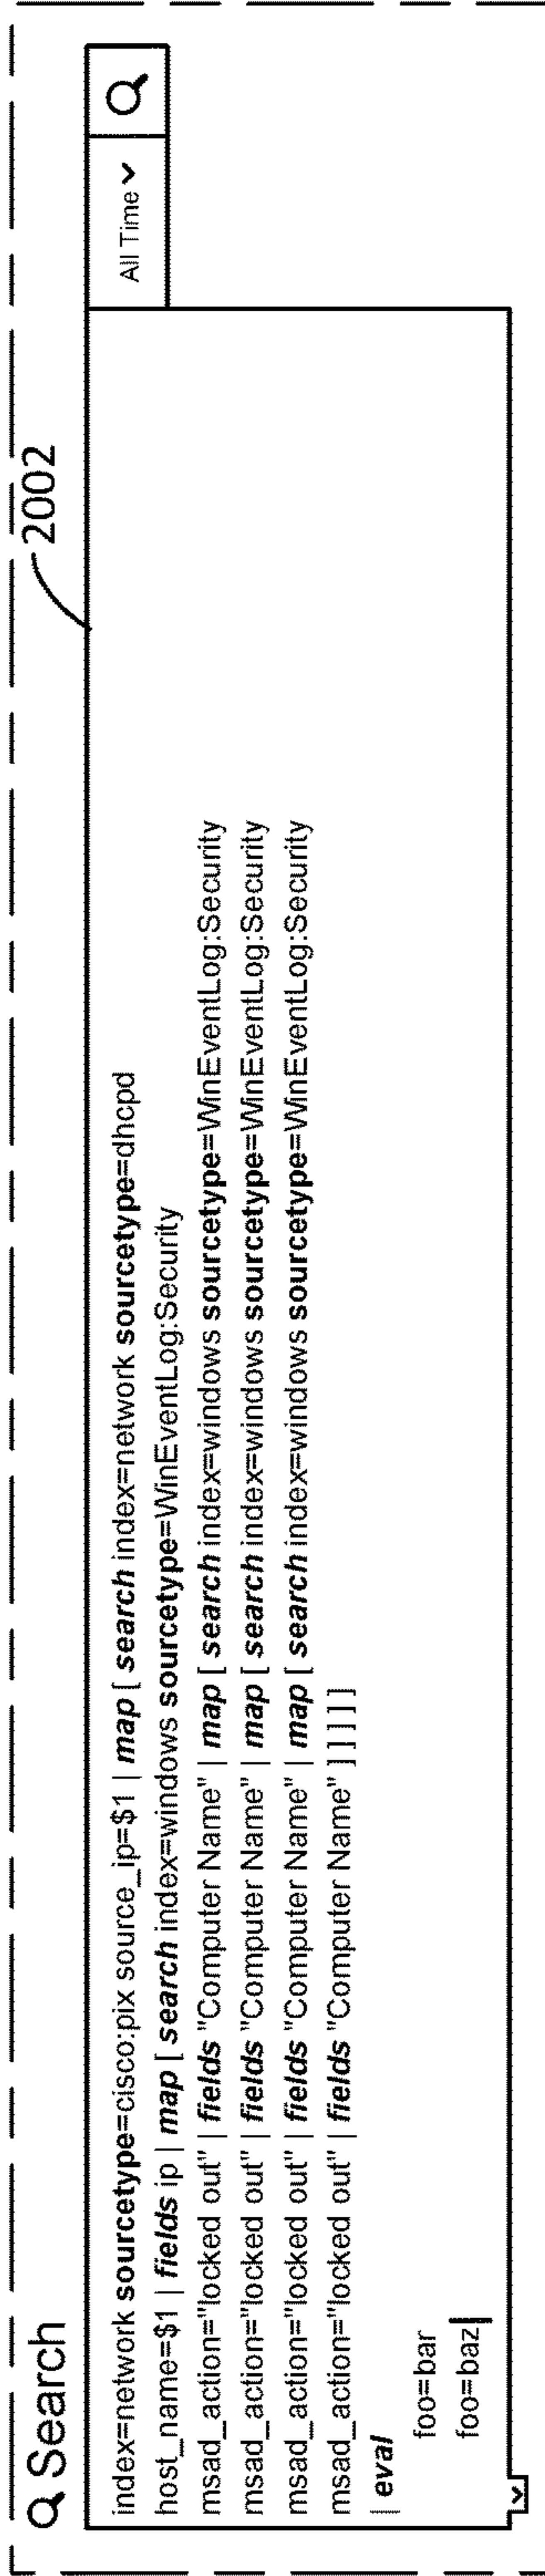 Search
2002
All Time
index=network sourcetype=cisco:pix source_ip=$1 | map [ search index=network sourcetype=dhcpd
host_name=$1 | fields ip | map [ search index=windows sourcetype=WinEventLog:Security
msad_action="locked out" | fields "Computer Name" | map [ search index=windows sourcetype=WinEventLog:Security
msad_action="locked out" | fields "Computer Name" | map [ search index=windows sourcetype=WinEventLog:Security
msad_action="locked out" | fields "Computer Name" | map [ search index=windows sourcetype=WinEventLog:Security
msad_action="locked out" | fields "Computer Name" ] ] ] ] ]
| eval
foo=bar
foo=baz